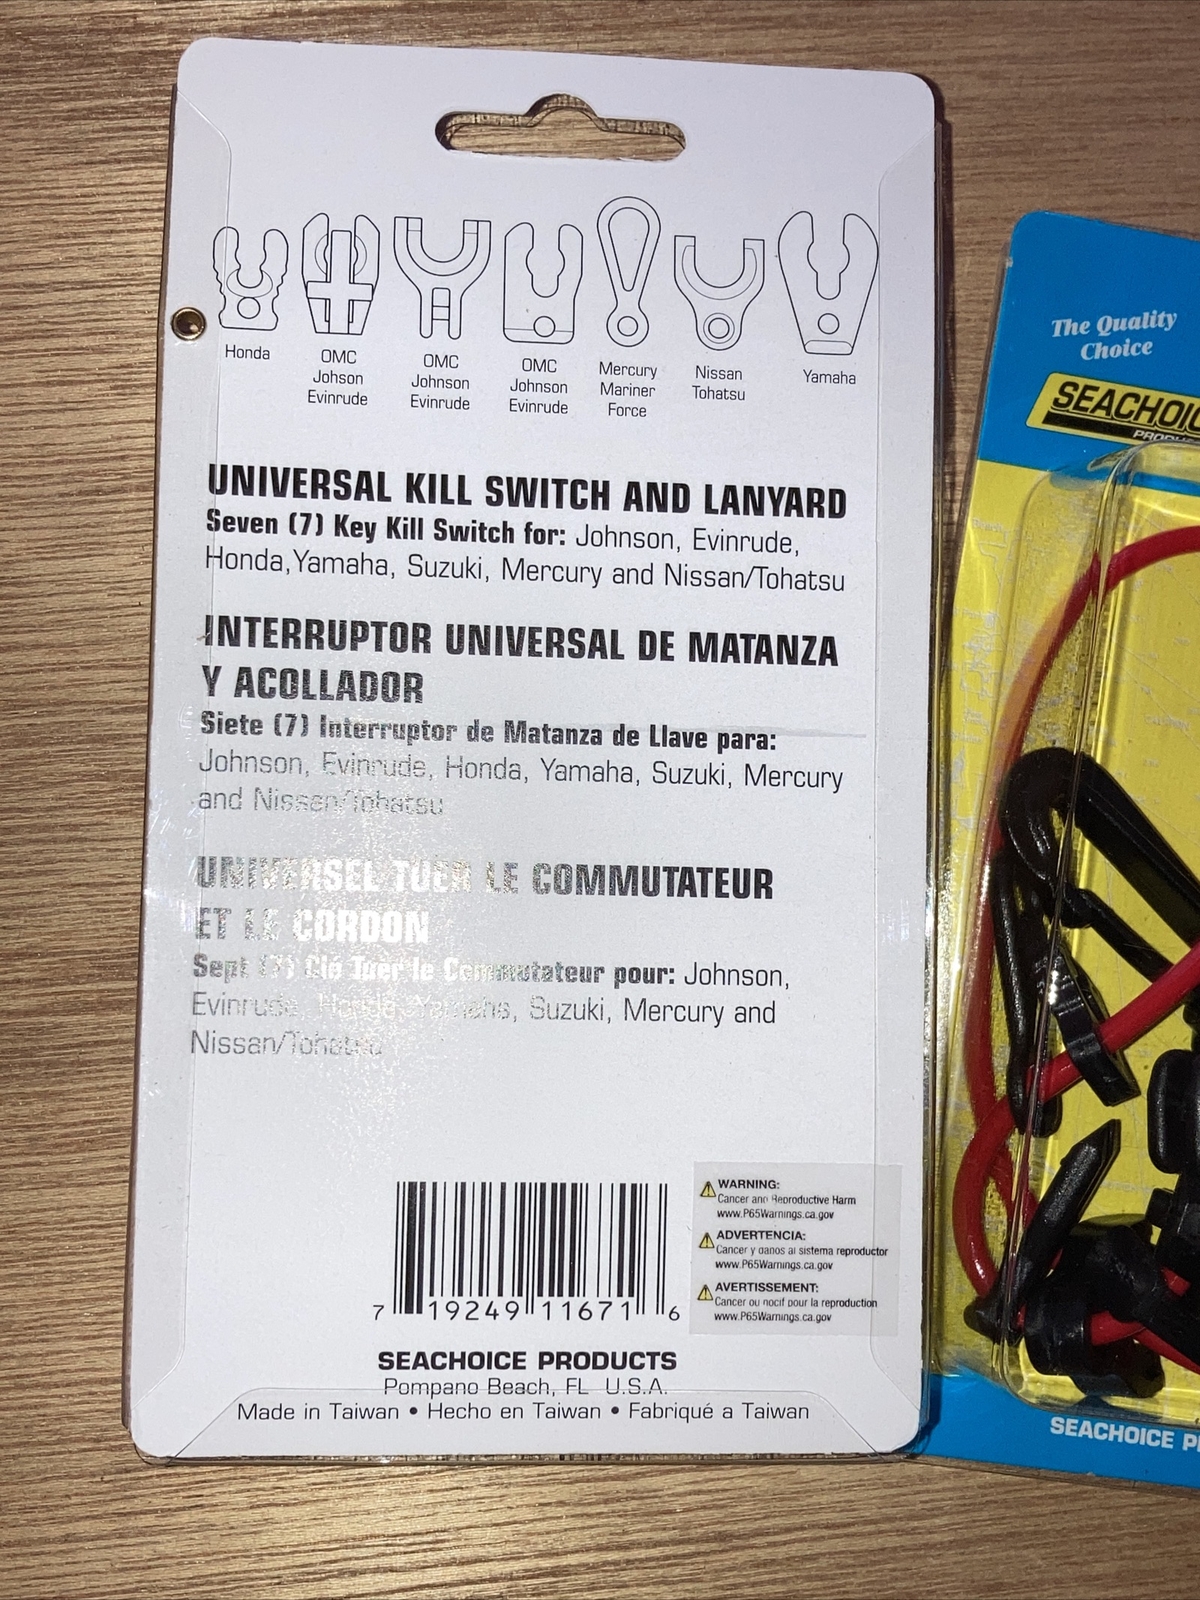 Honda
OMC
Johson
Evinrude
OMC
Johnson
Evinrude
OMC
Johnson
Evinrude
Mercury
Mariner
Force
Nissan
Tohatsu
Yamaha
UNIVERSAL KILL SWITCH AND LANYARD
Seven (7) Key Kill Switch for: Johnson, Evinrude,
Honda,Yamaha, Suzuki, Mercury and Nissan/Tohatsu
INTERRUPTOR UNIVERSAL DE MATANZA
Y ACOLLADOR
Siete (7) Interruptor de Matanza de Llave para:
Johnson, Evinrude, Honda, Yamaha, Suzuki, Mercury
and Nissan/Tohatsu
UNIVERSEL TUER LE COMMUTATEUR
ET LE CORDON
Sept (7) Clé Tuer le Commutateur pour: Johnson,
Evinrude, Honda, Yamaha, Suzuki, Mercury and
Nissan/Tohatsu
7 19249 11671 6
WARNING:
Cancer and Reproductive Harm
www.P65Warnings.ca.gov
ADVERTENCIA:
Cancer y danos al sistema reproductor
www.P65Warnings.ca.gov
AVERTISSEMENT:
Cancer ou nocif pour la reproduction
www.P65Warnings.ca.gov
SEACHOICE PRODUCTS
Pompano Beach, FL U.S.A.
Made in Taiwan • Hecho en Taiwan • Fabriqué a Taiwan
The Quality
Choice
SEACHOIC
PRODU
SEACHOICE P